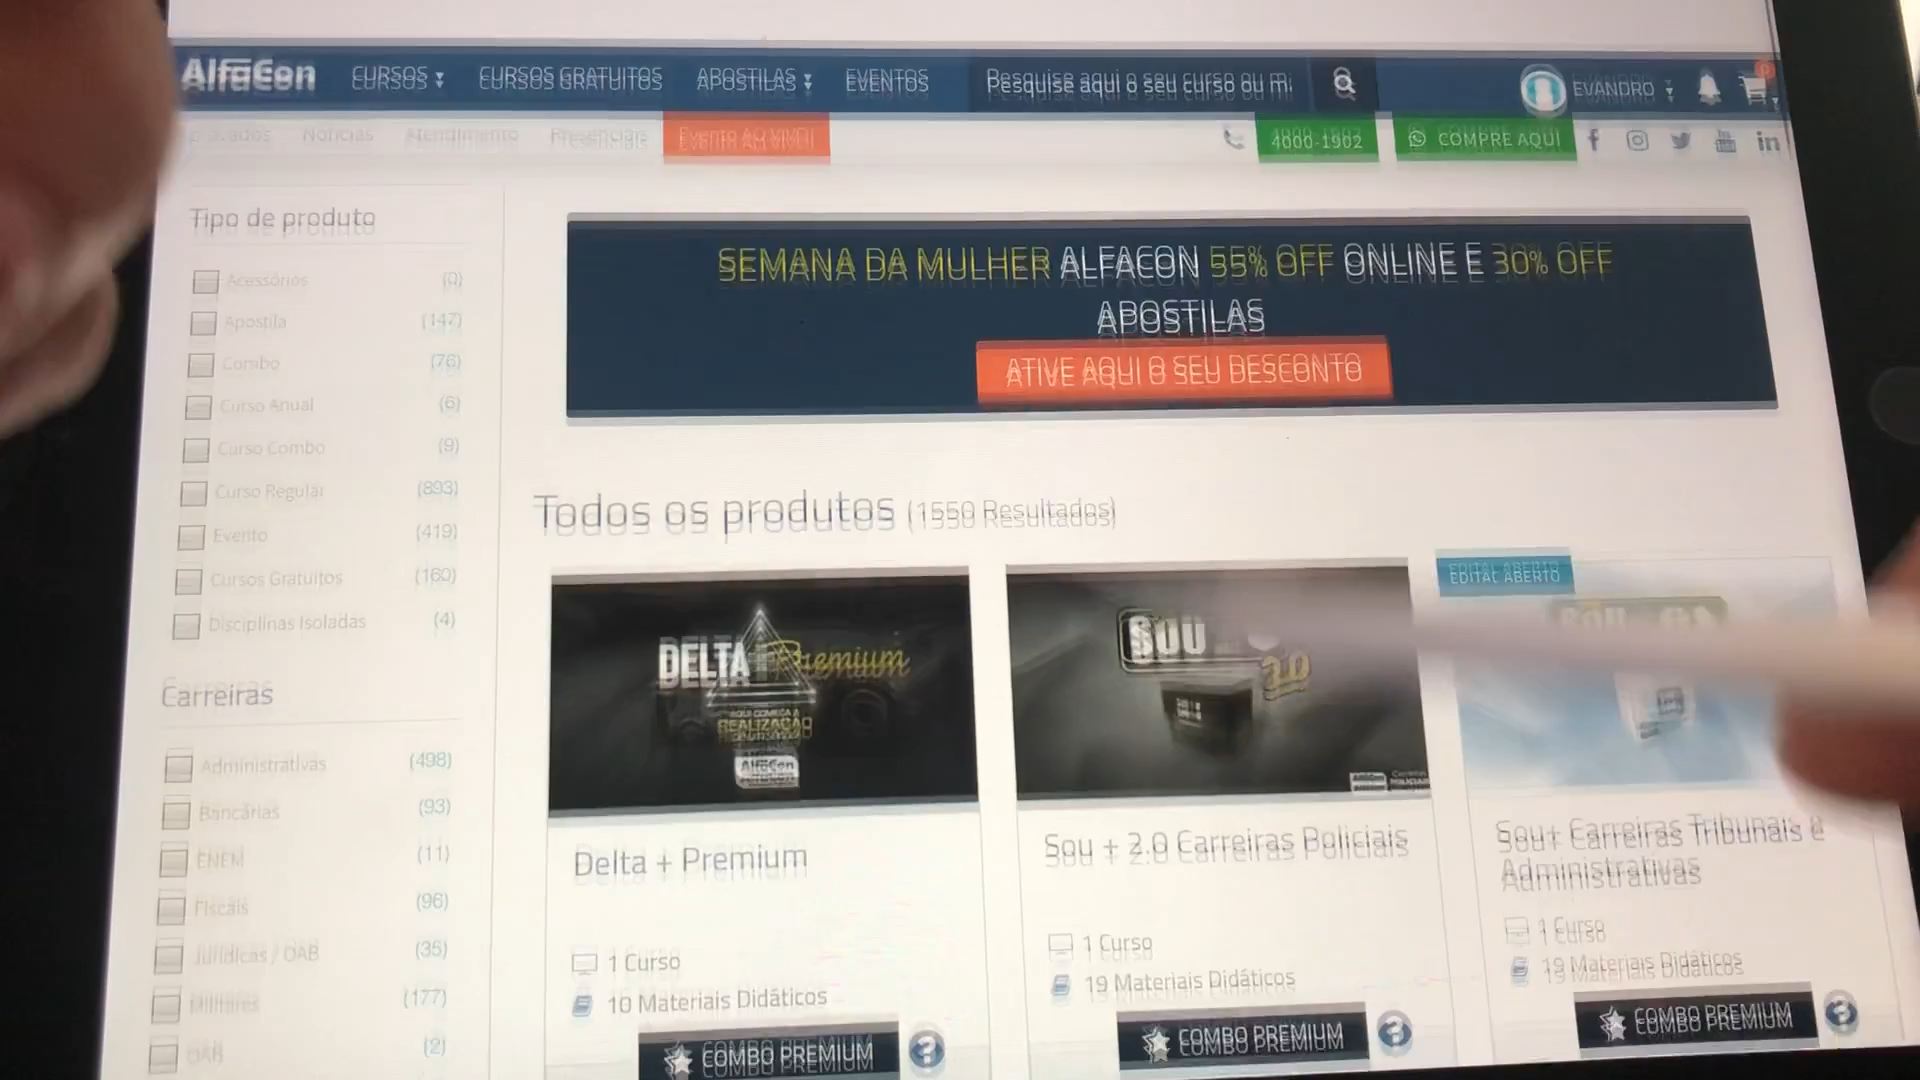 AlfaCon CURSOS CURSOS GRATUITOS APOSTILAS EVENTOS Pesquise aqui o seu curso ou mi EVANDRO
Notícias Atendimento Presenciais Evento AO VIVO! 4000-1902 COMPRE AQUI
Tipo de produto
Acessórios (0)
Apostila (147)
Combo (76)
Curso Anual (6)
Curso Combo (9)
Curso Regular (893)
Evento (419)
Cursos Gratuitos (160)
Disciplinas Isoladas (4)
Carreiras
Administrativas (498)
Bancárias (93)
ENEM (11)
Fiscais (96)
Jurídicas / OAB (35)
Militares (177)
OAB (2)
SEMANA DA MULHER ALFACON 55% OFF ONLINE E 30% OFF
APOSTILAS
ATIVE AQUI O SEU DESCONTO
Todos os produtos (1550 Resultados)
DELTA Premium
AQUI COMEÇA A
REALIZAÇÃO
AlfaCon
Delta + Premium
1 Curso
10 Materiais Didáticos
COMBO PREMIUM
SOU
2.0
Sou + 2.0 Carreiras Policiais
1 Curso
19 Materiais Didáticos
COMBO PREMIUM
EDITAL ABERTO
Sou+ Carreiras Tribunais e
Administrativas
1 Curso
19 Materiais Didáticos
COMBO PREMIUM